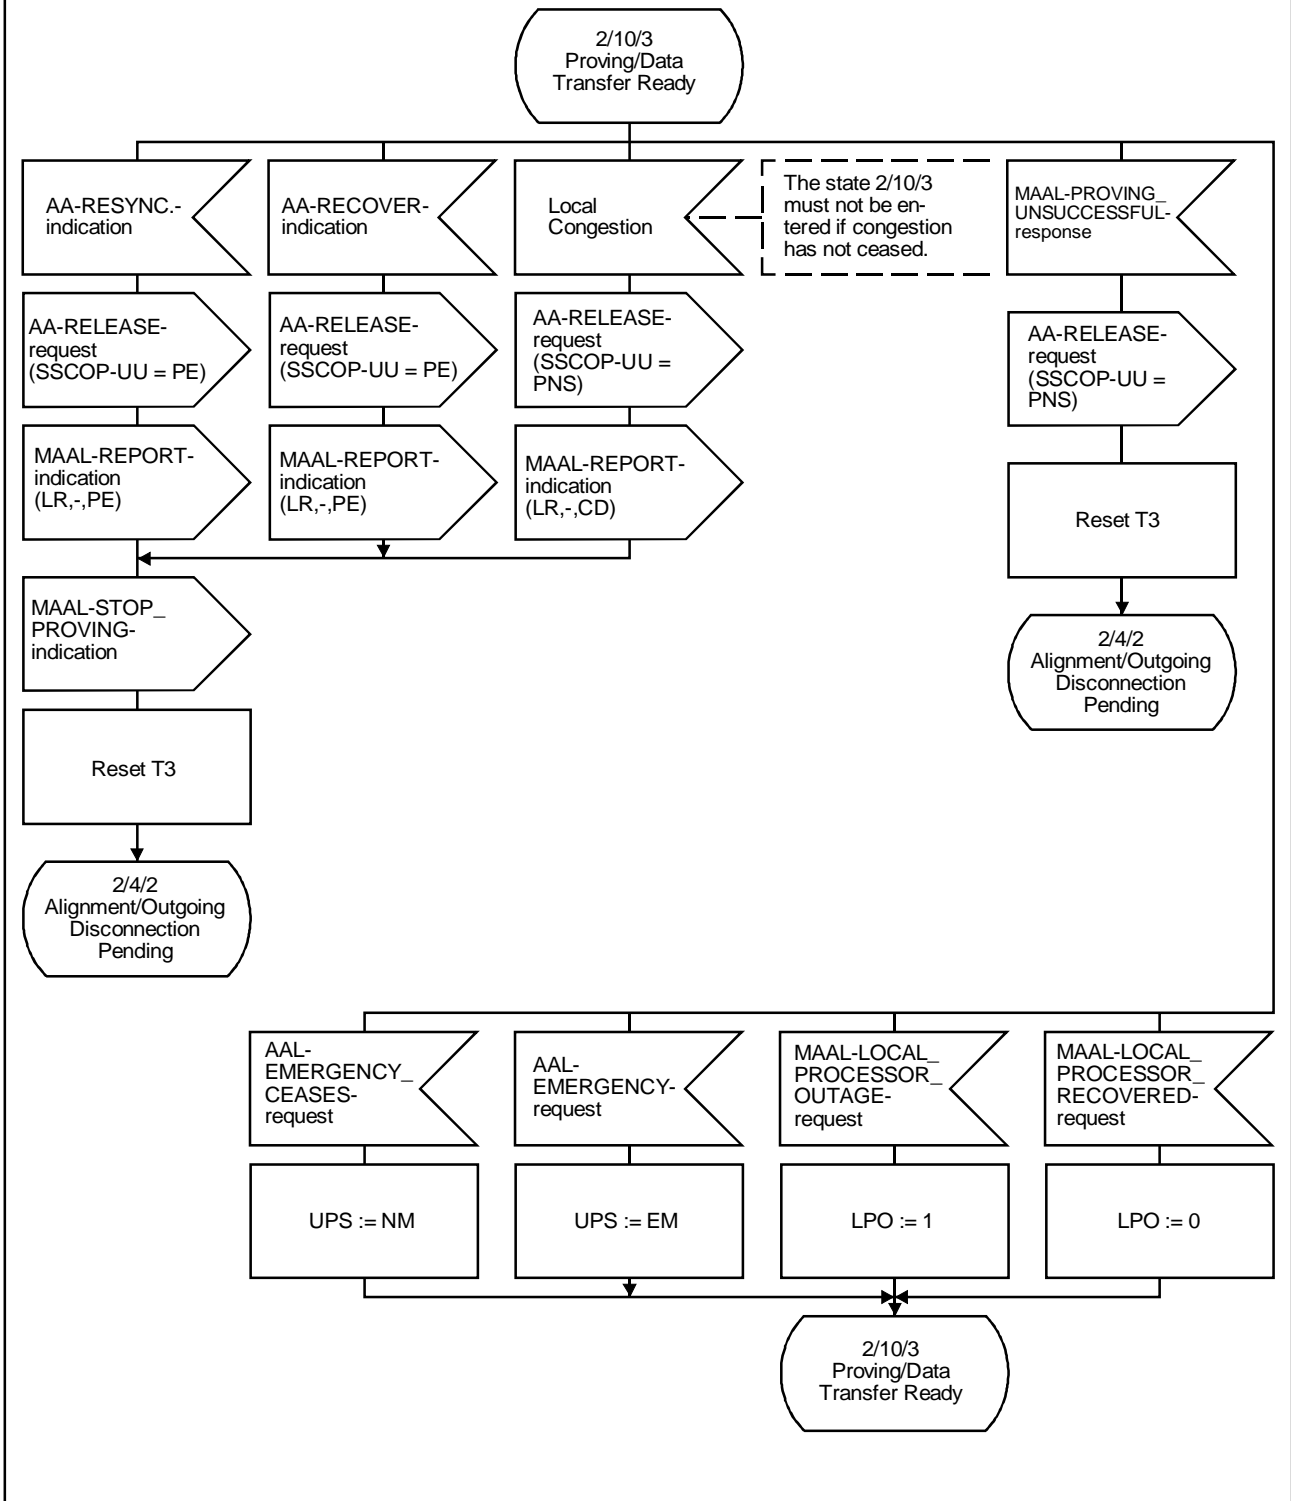 2/10/3
Proving/Data
Transfer Ready
AA-RESYNC.-
indication
AA-RECOVER-
indication
Local
Congestion
The state 2/10/3
must not be en-
tered if congestion
has not ceased.
MAAL-PROVING_
UNSUCCESSFUL-
response
AA-RELEASE-
request
(SSCOP-UU = PE)
AA-RELEASE-
request
(SSCOP-UU = PE)
AA-RELEASE-
request
(SSCOP-UU =
PNS)
AA-RELEASE-
request
(SSCOP-UU =
PNS)
MAAL-REPORT-
indication
(LR,-,PE)
MAAL-REPORT-
indication
(LR,-,PE)
MAAL-REPORT-
indication
(LR,-,CD)
Reset T3
MAAL-STOP_
PROVING-
indication
2/4/2
Alignment/Outgoing
Disconnection
Pending
Reset T3
2/4/2
Alignment/Outgoing
Disconnection
Pending
AAL-
EMERGENCY_
CEASES-
request
AAL-
EMERGENCY-
request
MAAL-LOCAL_
PROCESSOR_
OUTAGE-
request
MAAL-LOCAL_
PROCESSOR_
RECOVERED-
request
UPS := NM
UPS := EM
LPO := 1
LPO := 0
2/10/3
Proving/Data
Transfer Ready